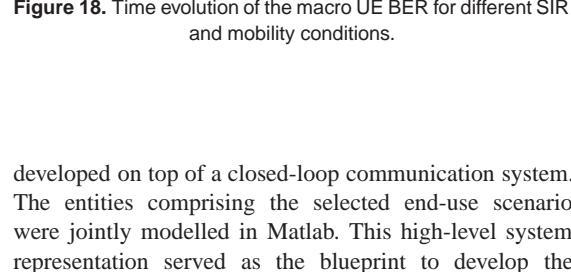 Figure 18. Time evolution of the macro UE BER for different SIR
and mobility conditions.
developed on top of a closed-loop communication system.
The entities comprising the selected end-use scenario
were jointly modelled in Matlab. This high-level system
representation served as the blueprint to develop the